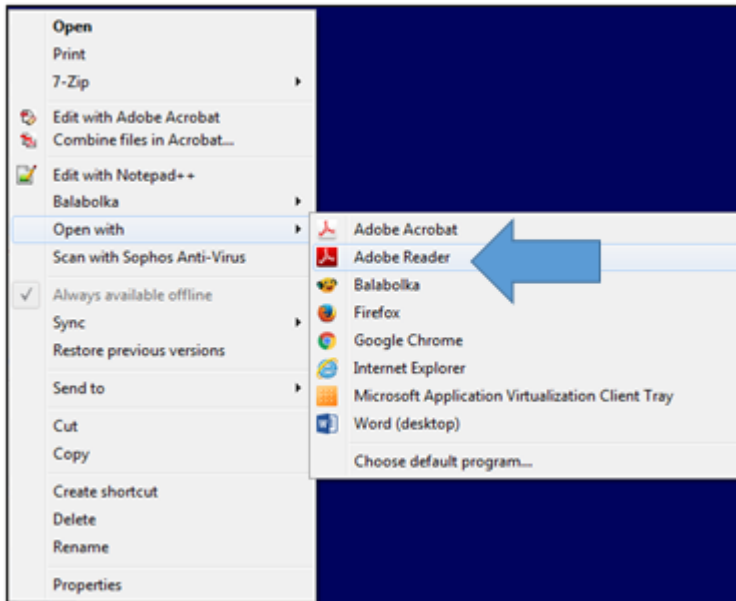 Open
Print
7-Zip
Edit with Adobe Acrobat
Combine files in Acrobat...
Edit with Notepad++
Balabolka
Open with
Scan with Sophos Anti-Virus
Always available offline
Sync
Restore previous versions
Send to
Cut
Copy
Create shortcut
Delete
Rename
Properties
Adobe Acrobat
Adobe Reader
Balabolka
Firefox
Google Chrome
Internet Explorer
Microsoft Application Virtualization Client Tray
Word (desktop)
Choose default program...